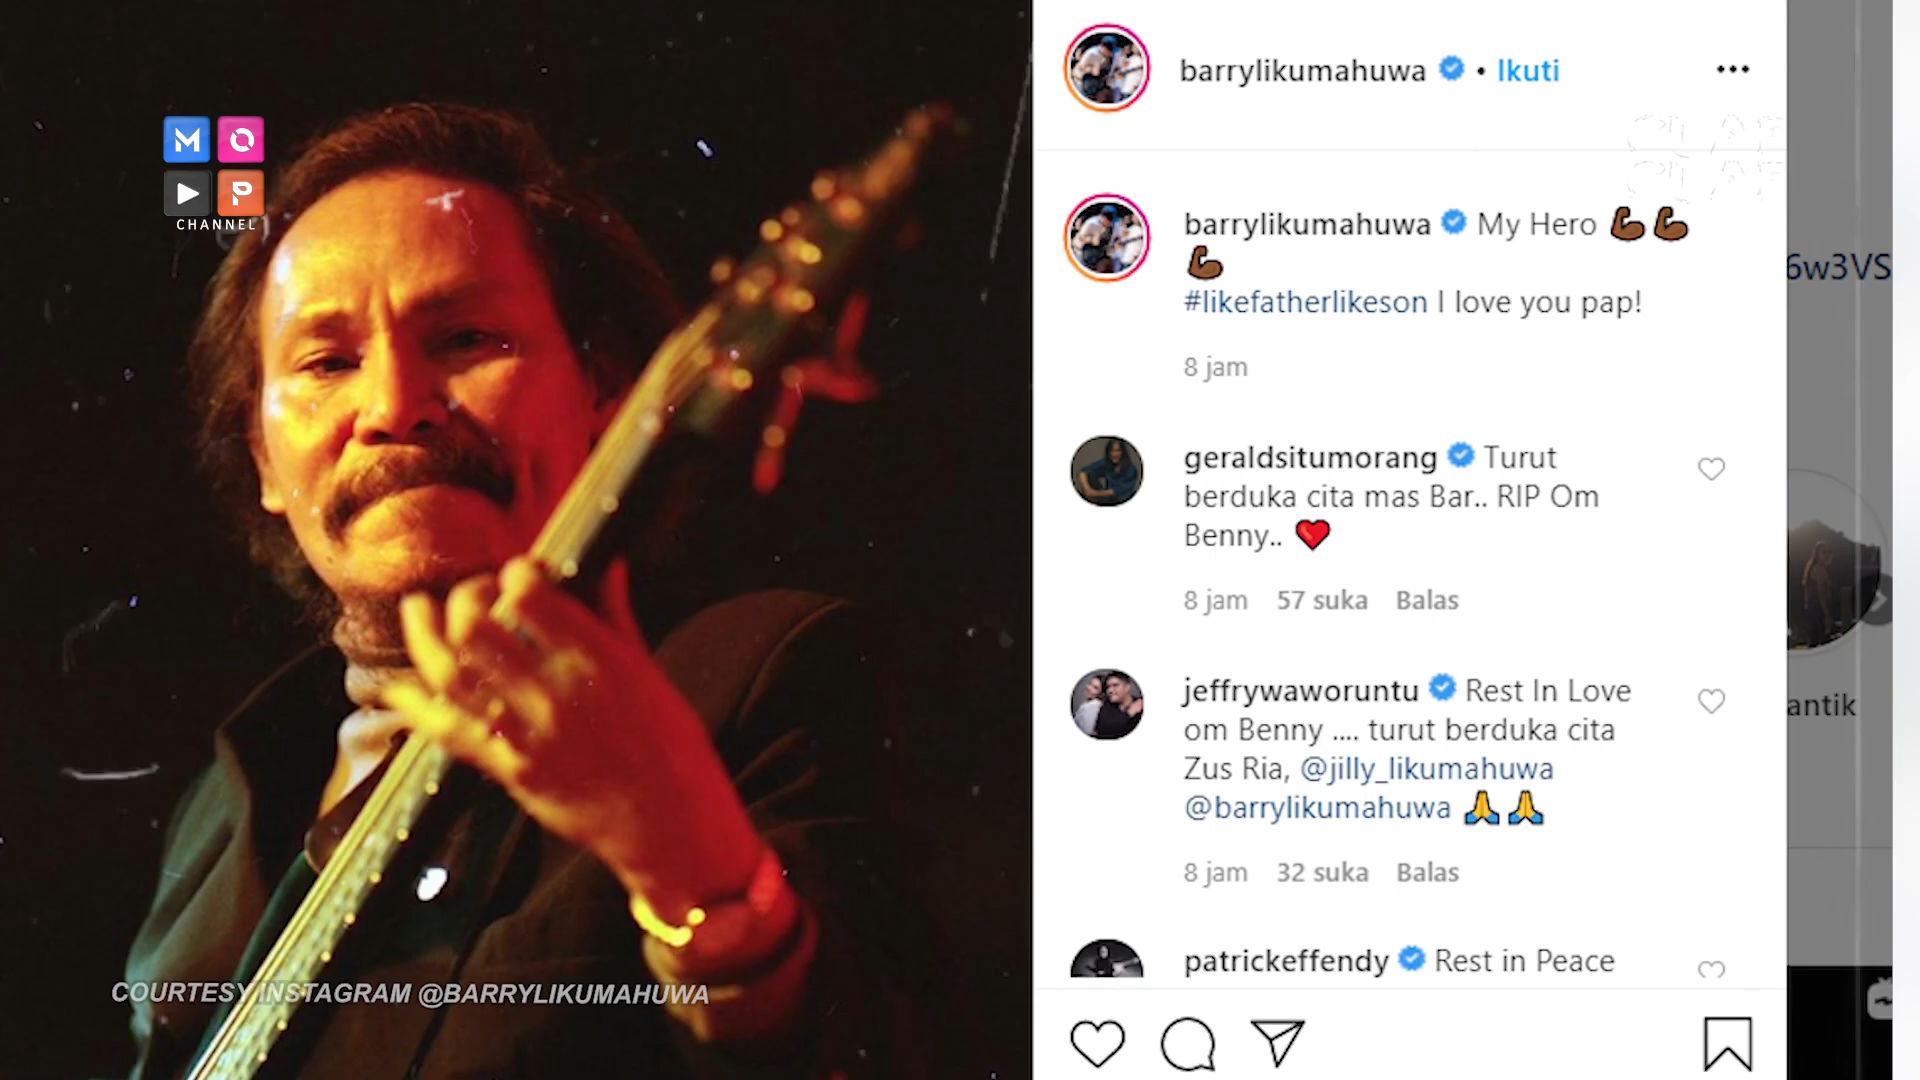 M
P
CHANNEL
COURTESY INSTAGRAM @BARRYLIKUMAHUWA
barrylikumahuwa • Ikuti
barrylikumahuwa My Hero 💪🏾💪🏾
💪🏾
#likefatherlikeson I love you pap!
8 jam
geraldsitumorang Turut
berduka cita mas Bar.. RIP Om
Benny.. ❤️
8 jam 57 suka Balas
jeffrywaworuntu Rest In Love
om Benny .... turut berduka cita
Zus Ria, @jilly_likumahuwa
@barrylikumahuwa 🙏🙏
8 jam 32 suka Balas
patrickeffendy Rest in Peace
6w3VS
antik